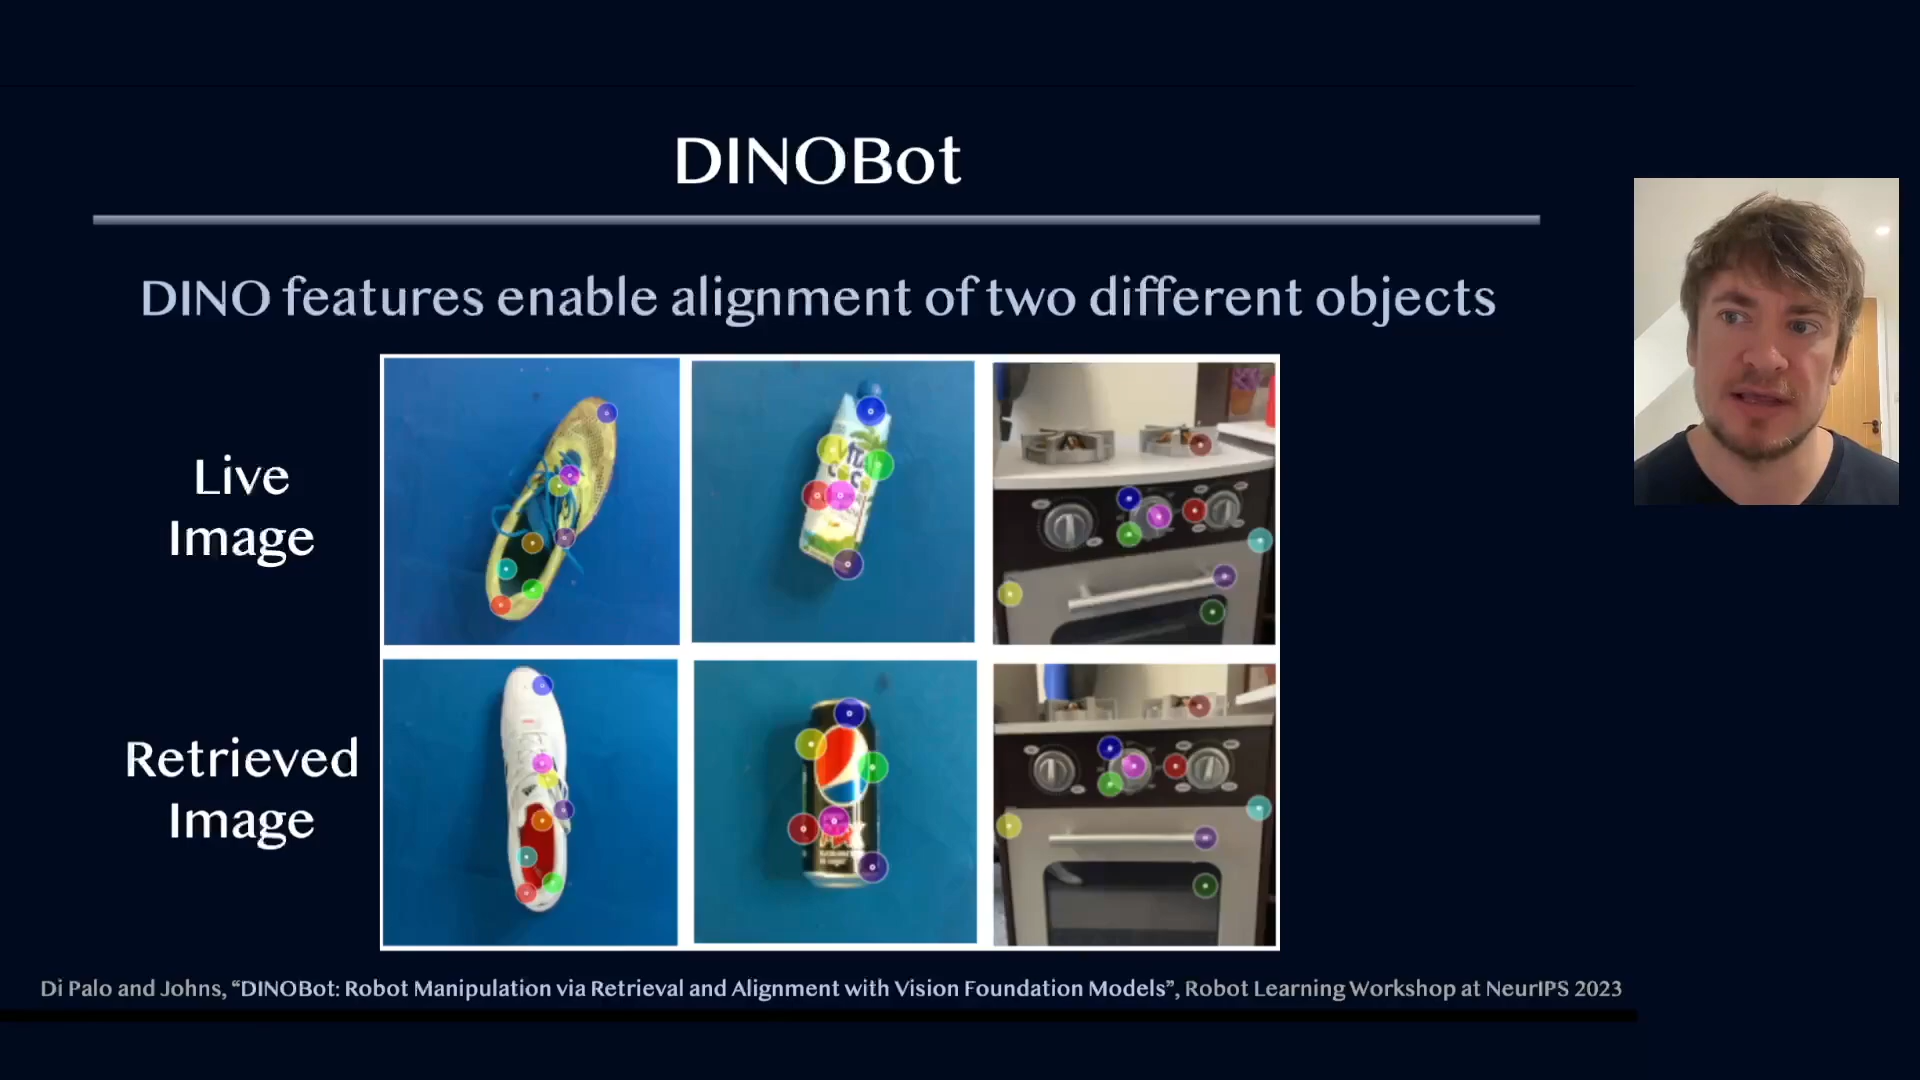 DINOBot
DINO features enable alignment of two different objects
Live
Image
Retrieved
Image
Di Palo and Johns, “DINOBot: Robot Manipulation via Retrieval and Alignment with Vision Foundation Models”, Robot Learning Workshop at NeurIPS 2023